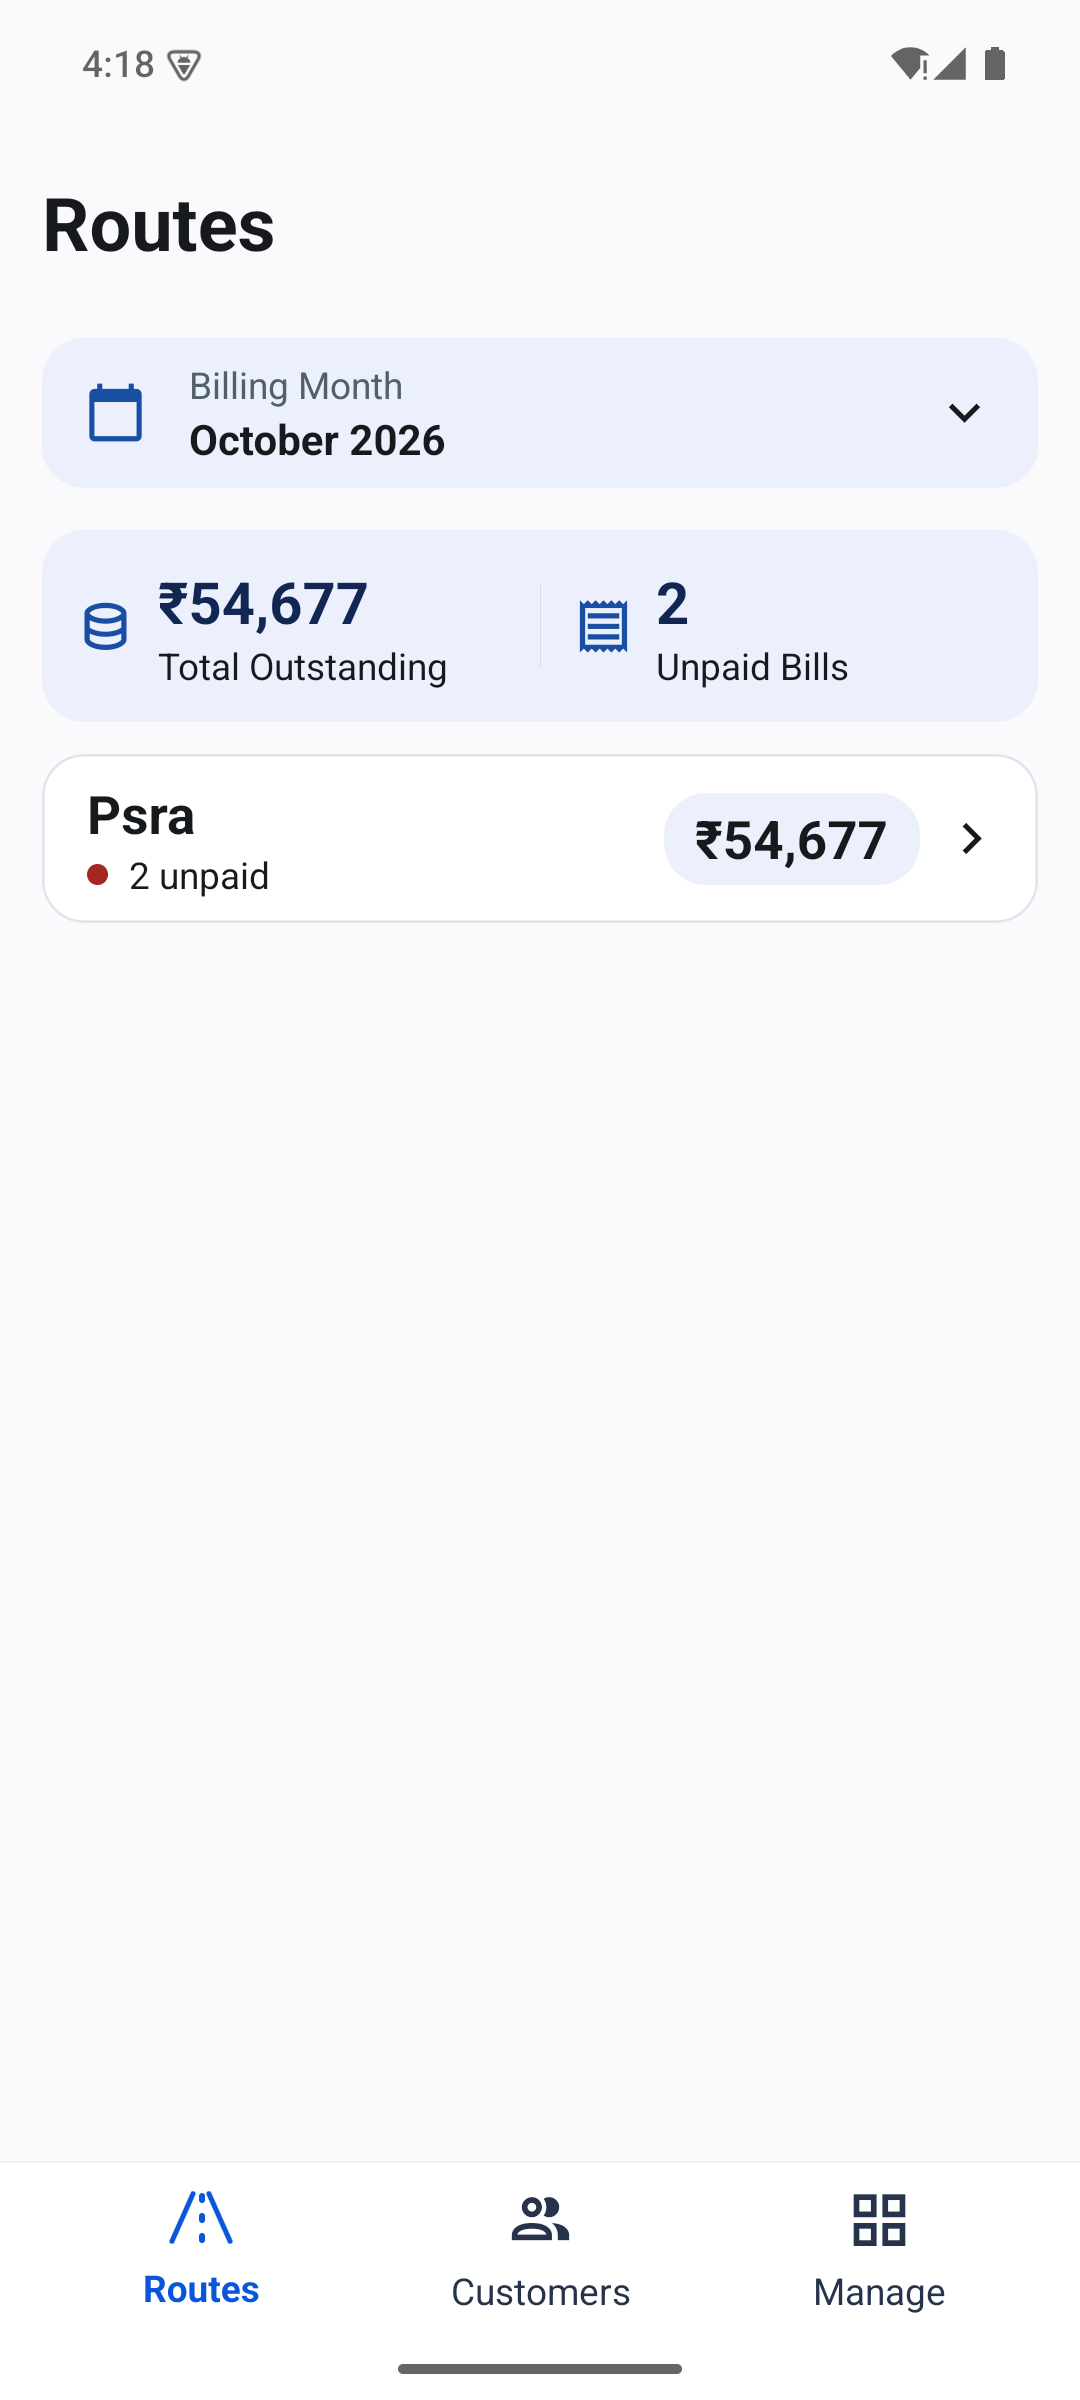 4:18
Routes
Billing Month
October 2026
₹54,677
Total Outstanding
2
Unpaid Bills
Psra
2 unpaid
₹54,677
Routes
Customers
Manage